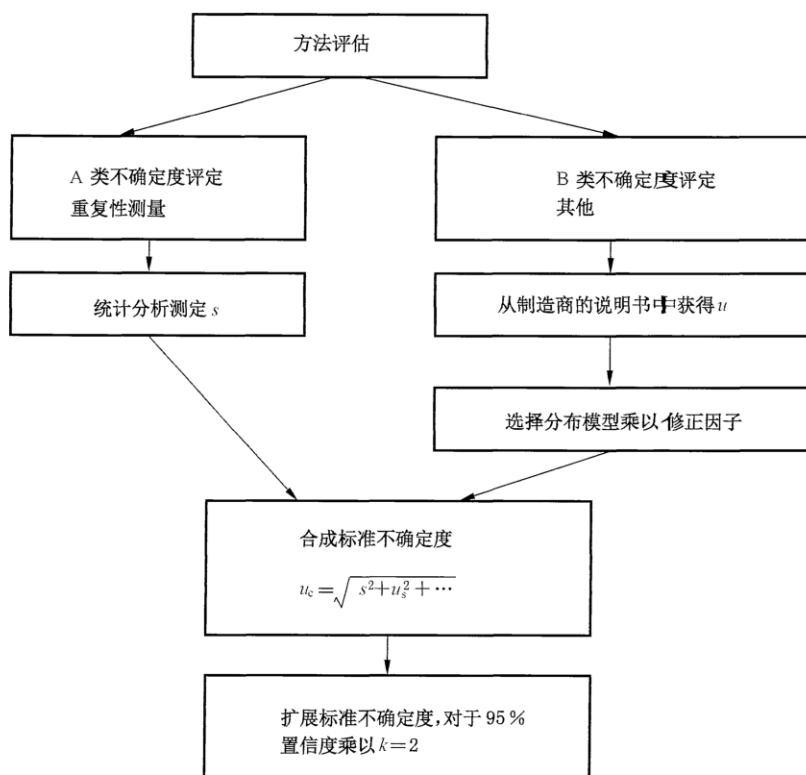 方法评估
A 类不确定度评定
重复性测量
B 类不确定度评定
其他
统计分析测定 s
从制造商的说明书中获得 u
选择分布模型乘以修正因子
合成标准不确定度
u_c=√(s²+u_s²+⋯)
扩展标准不确定度,对于 95%
置信度乘以 k=2